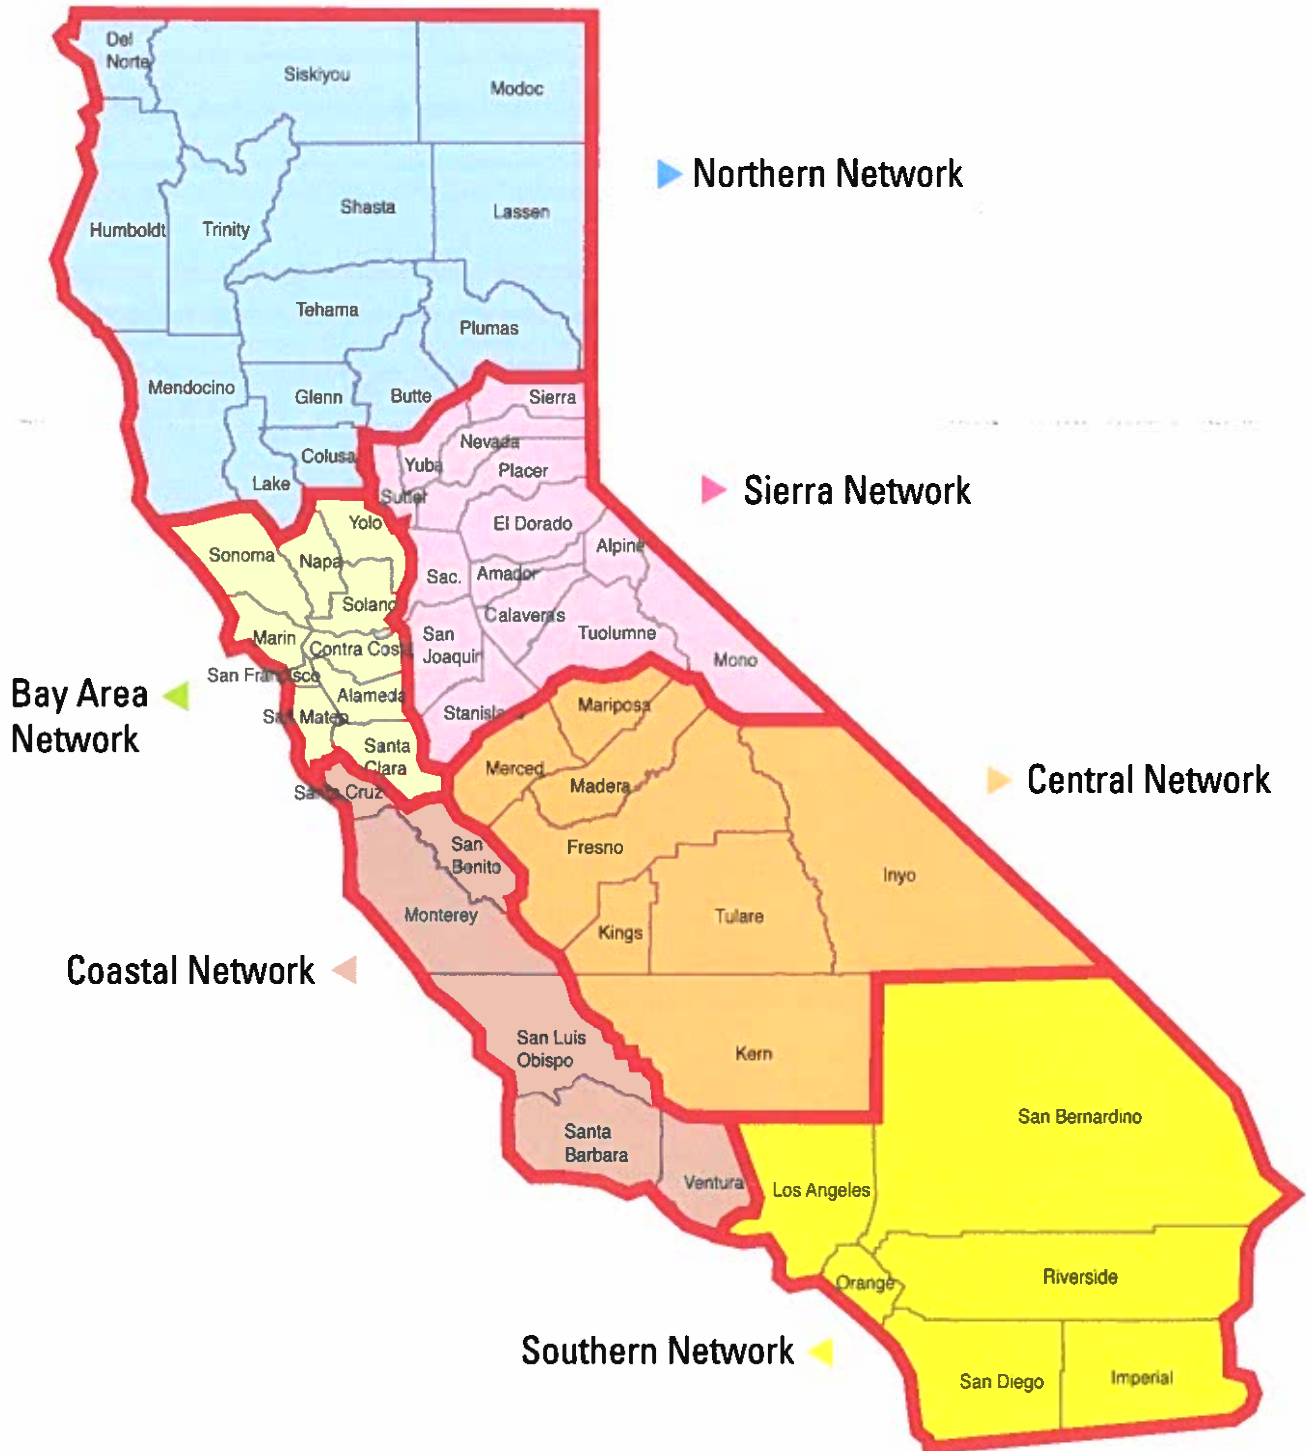 Del
Norte
Siskiyou
Modoc
Northern Network
Humboldt
Trinity
Shasta
Lassen
Tehama
Plumas
Mendocino
Glenn
Butte
Sierra
Colusa
Lake
Nevada
Yuba
Placer
Sutter
Sierra Network
Yolo
El Dorado
Sonoma
Napa
Alpine
Sac.
Amador
Solano
Calaveras
Marin
Contra Costa
San
Joaquin
Tuolumne
Mono
San Francisco
Bay Area
Network
Alameda
San Mateo
Stanislaus
Mariposa
Santa
Clara
Merced
Madera
Central Network
Santa Cruz
San
Benito
Fresno
Inyo
Monterey
Kings
Tulare
Coastal Network
San Luis
Obispo
Kern
San Bernardino
Santa
Barbara
Ventura
Los Angeles
Orange
Riverside
Southern Network
San Diego
Imperial